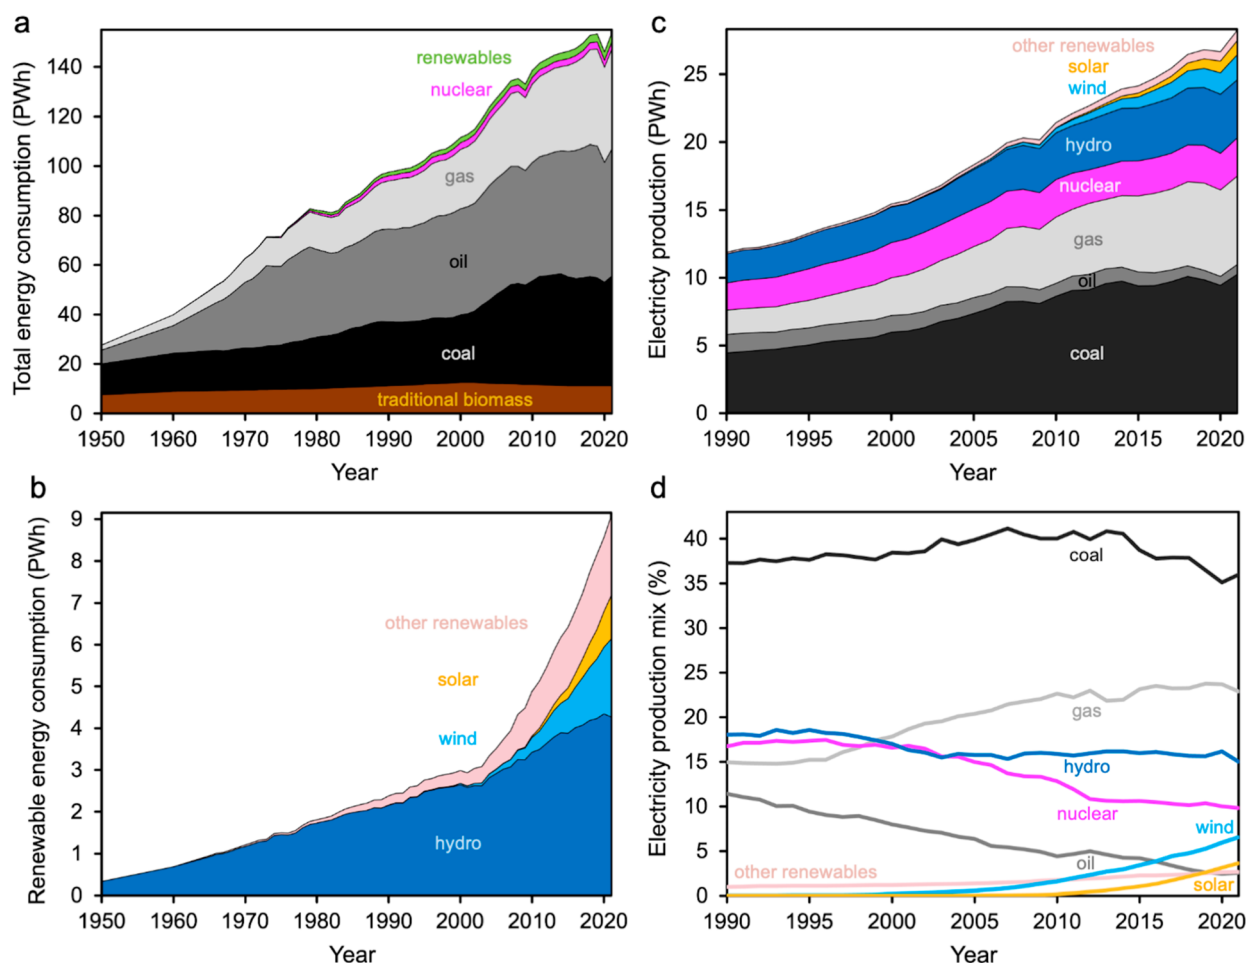 a
Total energy consumption (PWh)
140
120
100
80
60
40
20
0
renewables
nuclear
gas
oil
coal
traditional biomass
1950 1960 1970 1980 1990 2000 2010 2020
Year
c
Electricity production (PWh)
25
20
15
10
5
0
other renewables
solar
wind
hydro
nuclear
gas
oil
coal
1990 1995 2000 2005 2010 2015 2020
Year
b
Renewable energy consumption (PWh)
9
8
7
6
5
4
3
2
1
0
other renewables
solar
wind
hydro
1950 1960 1970 1980 1990 2000 2010 2020
Year
d
Electricity production mix (%)
40
35
30
25
20
15
10
5
0
coal
gas
hydro
nuclear
wind
oil
other renewables
solar
1990 1995 2000 2005 2010 2015 2020
Year